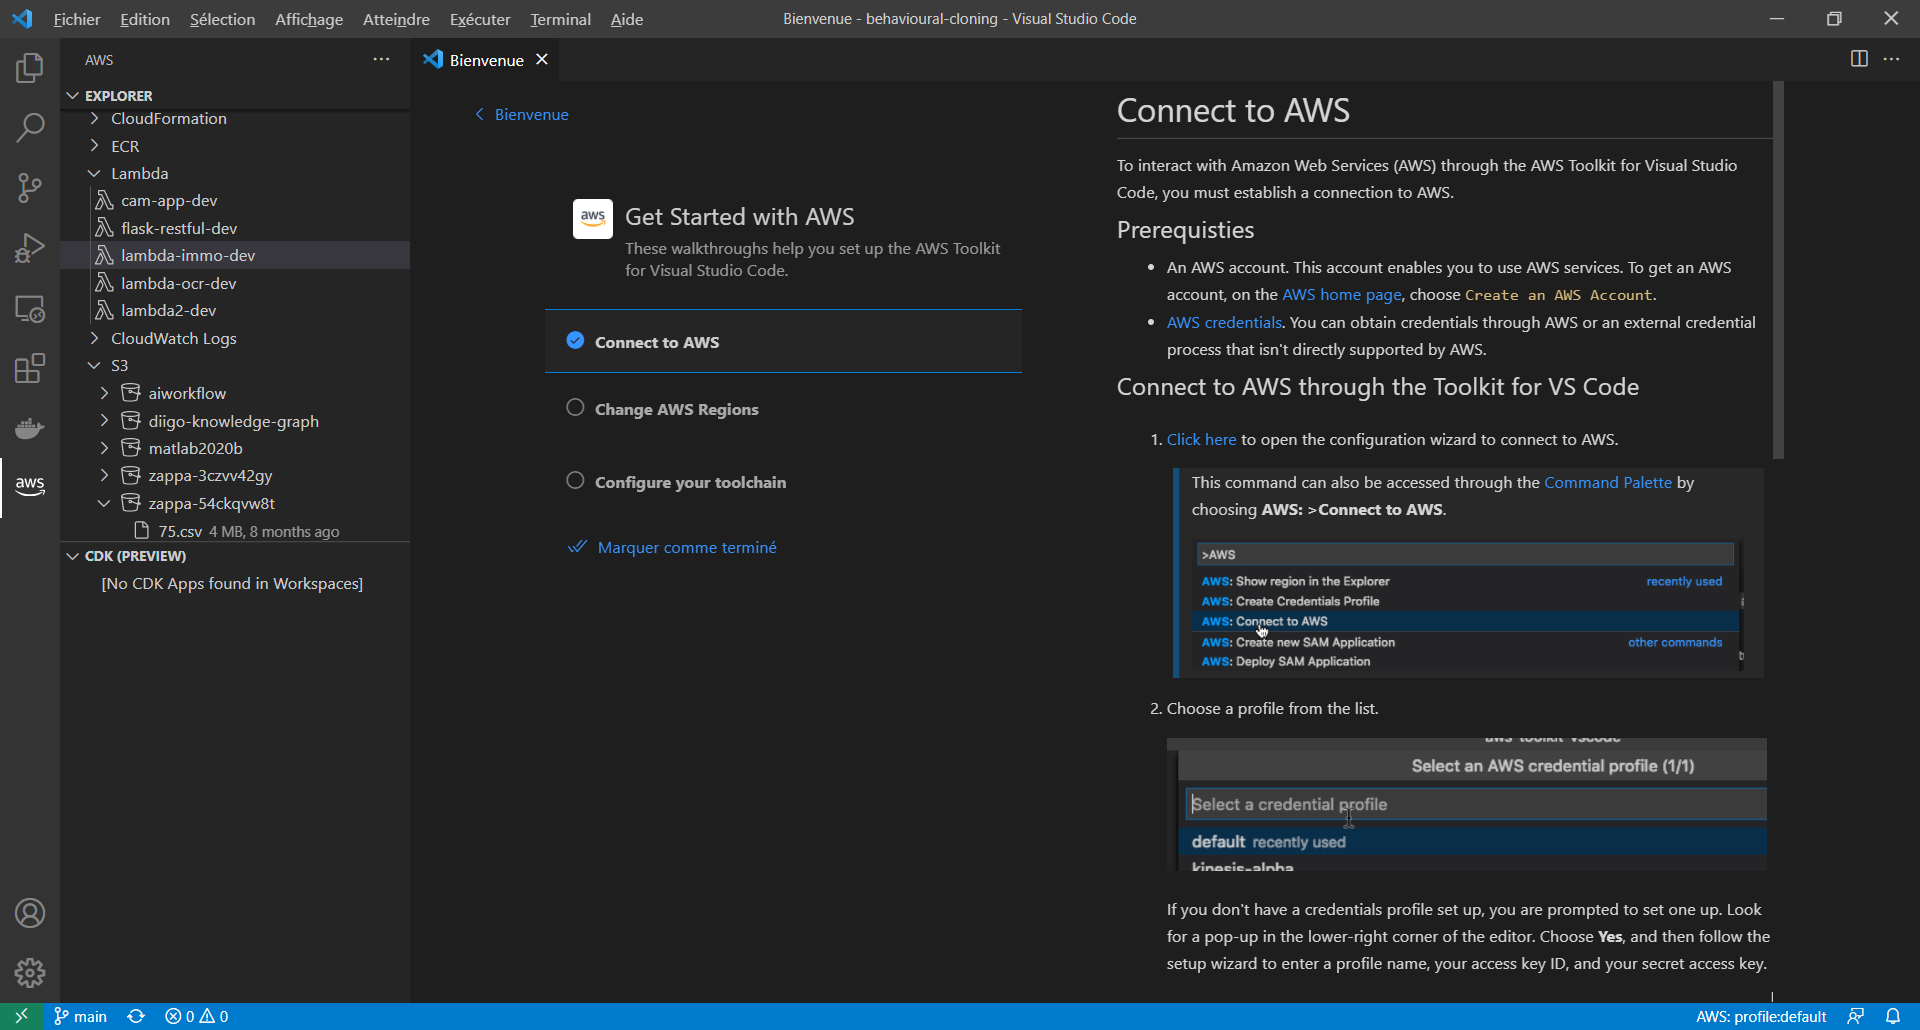 Fichier Edition Sélection Affichage Atteindre Exécuter Terminal Aide
Bienvenue - behavioural-cloning - Visual Studio Code
AWS
EXPLORER
CloudFormation
ECR
Lambda
cam-app-dev
flask-restful-dev
lambda-immo-dev
lambda-ocr-dev
lambda2-dev
CloudWatch Logs
S3
aiworkflow
diigo-knowledge-graph
matlab2020b
zappa-3czvv42gy
zappa-54ckqvw8t
75.csv 4 MB, 8 months ago
CDK (PREVIEW)
[No CDK Apps found in Workspaces]
aws
Bienvenue
Bienvenue
aws
Get Started with AWS
These walkthroughs help you set up the AWS Toolkit
for Visual Studio Code.
Connect to AWS
Change AWS Regions
Configure your toolchain
Marquer comme terminé
Connect to AWS
To interact with Amazon Web Services (AWS) through the AWS Toolkit for Visual Studio
Code, you must establish a connection to AWS.
Prerequisties
• An AWS account. This account enables you to use AWS services. To get an AWS
account, on the AWS home page, choose Create an AWS Account.
• AWS credentials. You can obtain credentials through AWS or an external credential
process that isn't directly supported by AWS.
Connect to AWS through the Toolkit for VS Code
1. Click here to open the configuration wizard to connect to AWS.
This command can also be accessed through the Command Palette by
choosing AWS: >Connect to AWS.
>AWS
AWS: Show region in the Explorer recently used
AWS: Create Credentials Profile
AWS: Connect to AWS
AWS: Create new SAM Application other commands
AWS: Deploy SAM Application
2. Choose a profile from the list.
aws-toolkit-vscode
Select an AWS credential profile (1/1)
Select a credential profile
default recently used
kinesis-alpha
If you don't have a credentials profile set up, you are prompted to set one up. Look
for a pop-up in the lower-right corner of the editor. Choose Yes, and then follow the
setup wizard to enter a profile name, your access key ID, and your secret access key.
main 0 0
AWS: profile:default